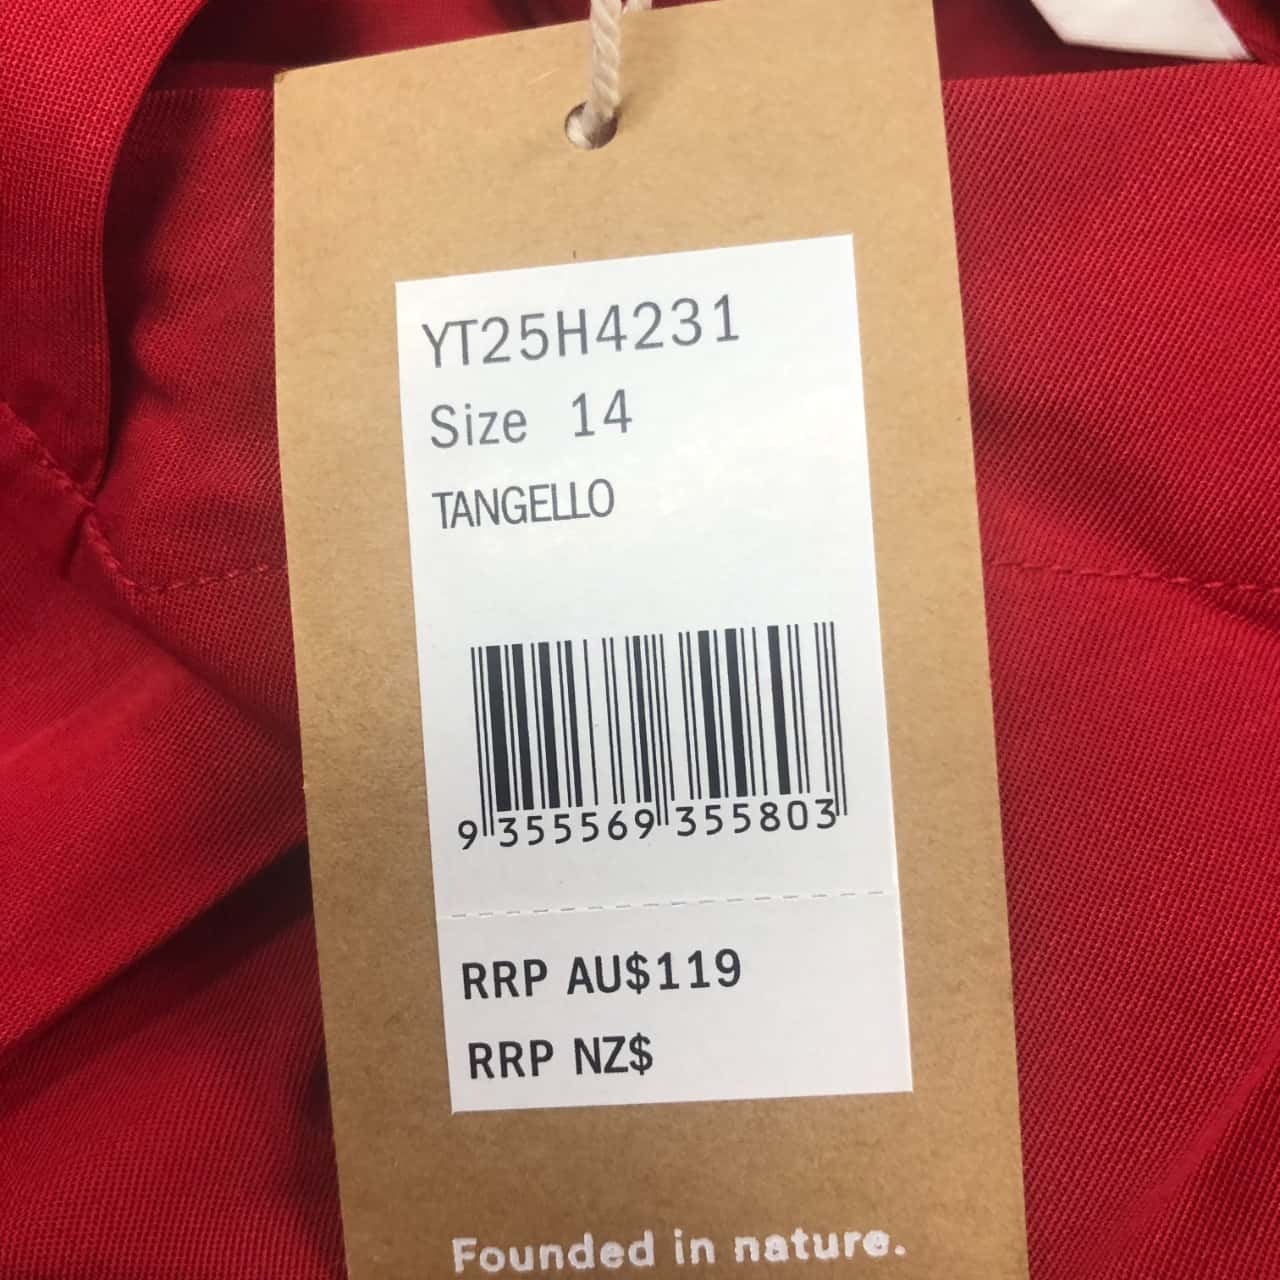 YT25H4231
Size 14
TANGELLO
9 355569 355803
RRP AU$119
RRP NZ$
Founded in nature.